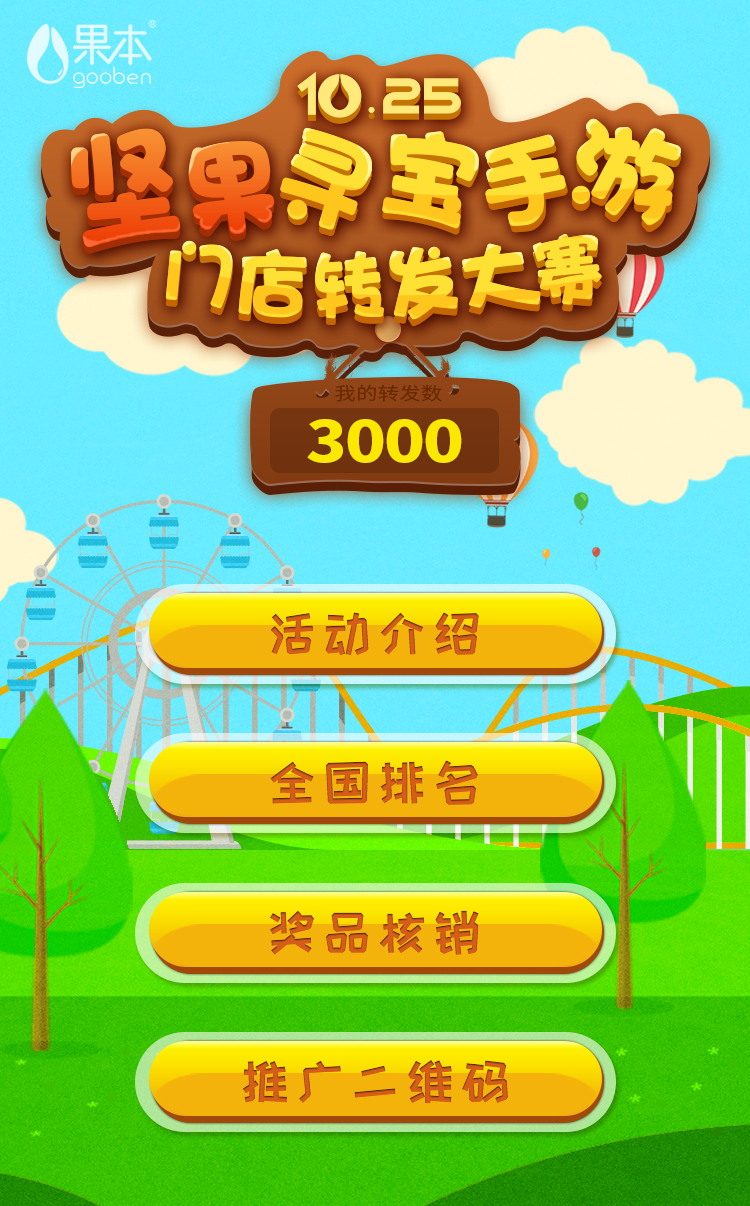 果本®
gooben
10.25
坚果寻宝手游
门店转发大赛
我的转发数
3000
活动介绍
全国排名
奖品核销
推广二维码